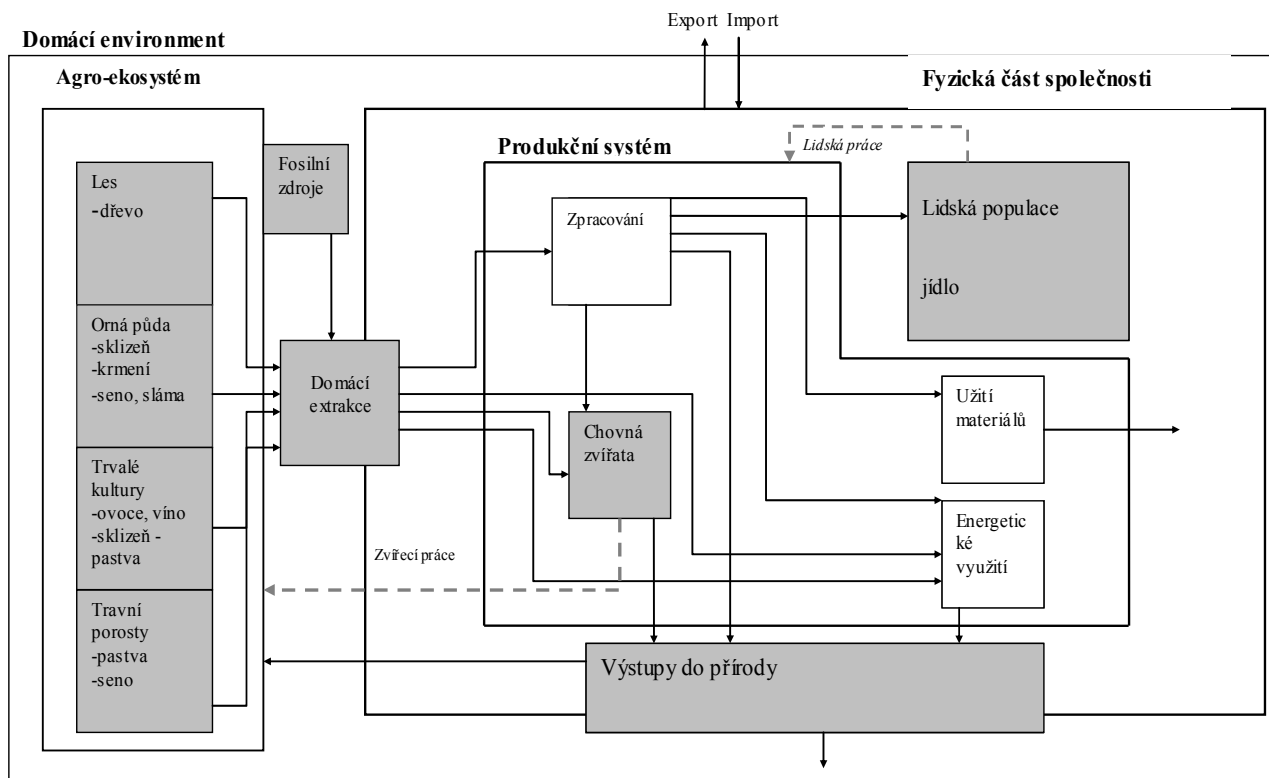 Export Import
Domácí environment
Agro-ekosystém
Fyzická část společnosti
Fosilní
zdroje
Produkční systém
Lidská práce
Les
-dřevo
Zpracování
Lidská populace
jídlo
Orná půda
-sklizeň
-krmení
-seno, sláma
Domácí
extrakce
Užití
materiálů
Chovná
zvířata
Trvalé
kultury
-ovoce, víno
-sklizeň -
pastva
Energetic
ké
využití
Zvířecí práce
Travní
porosty
-pastva
-seno
Výstupy do přírody